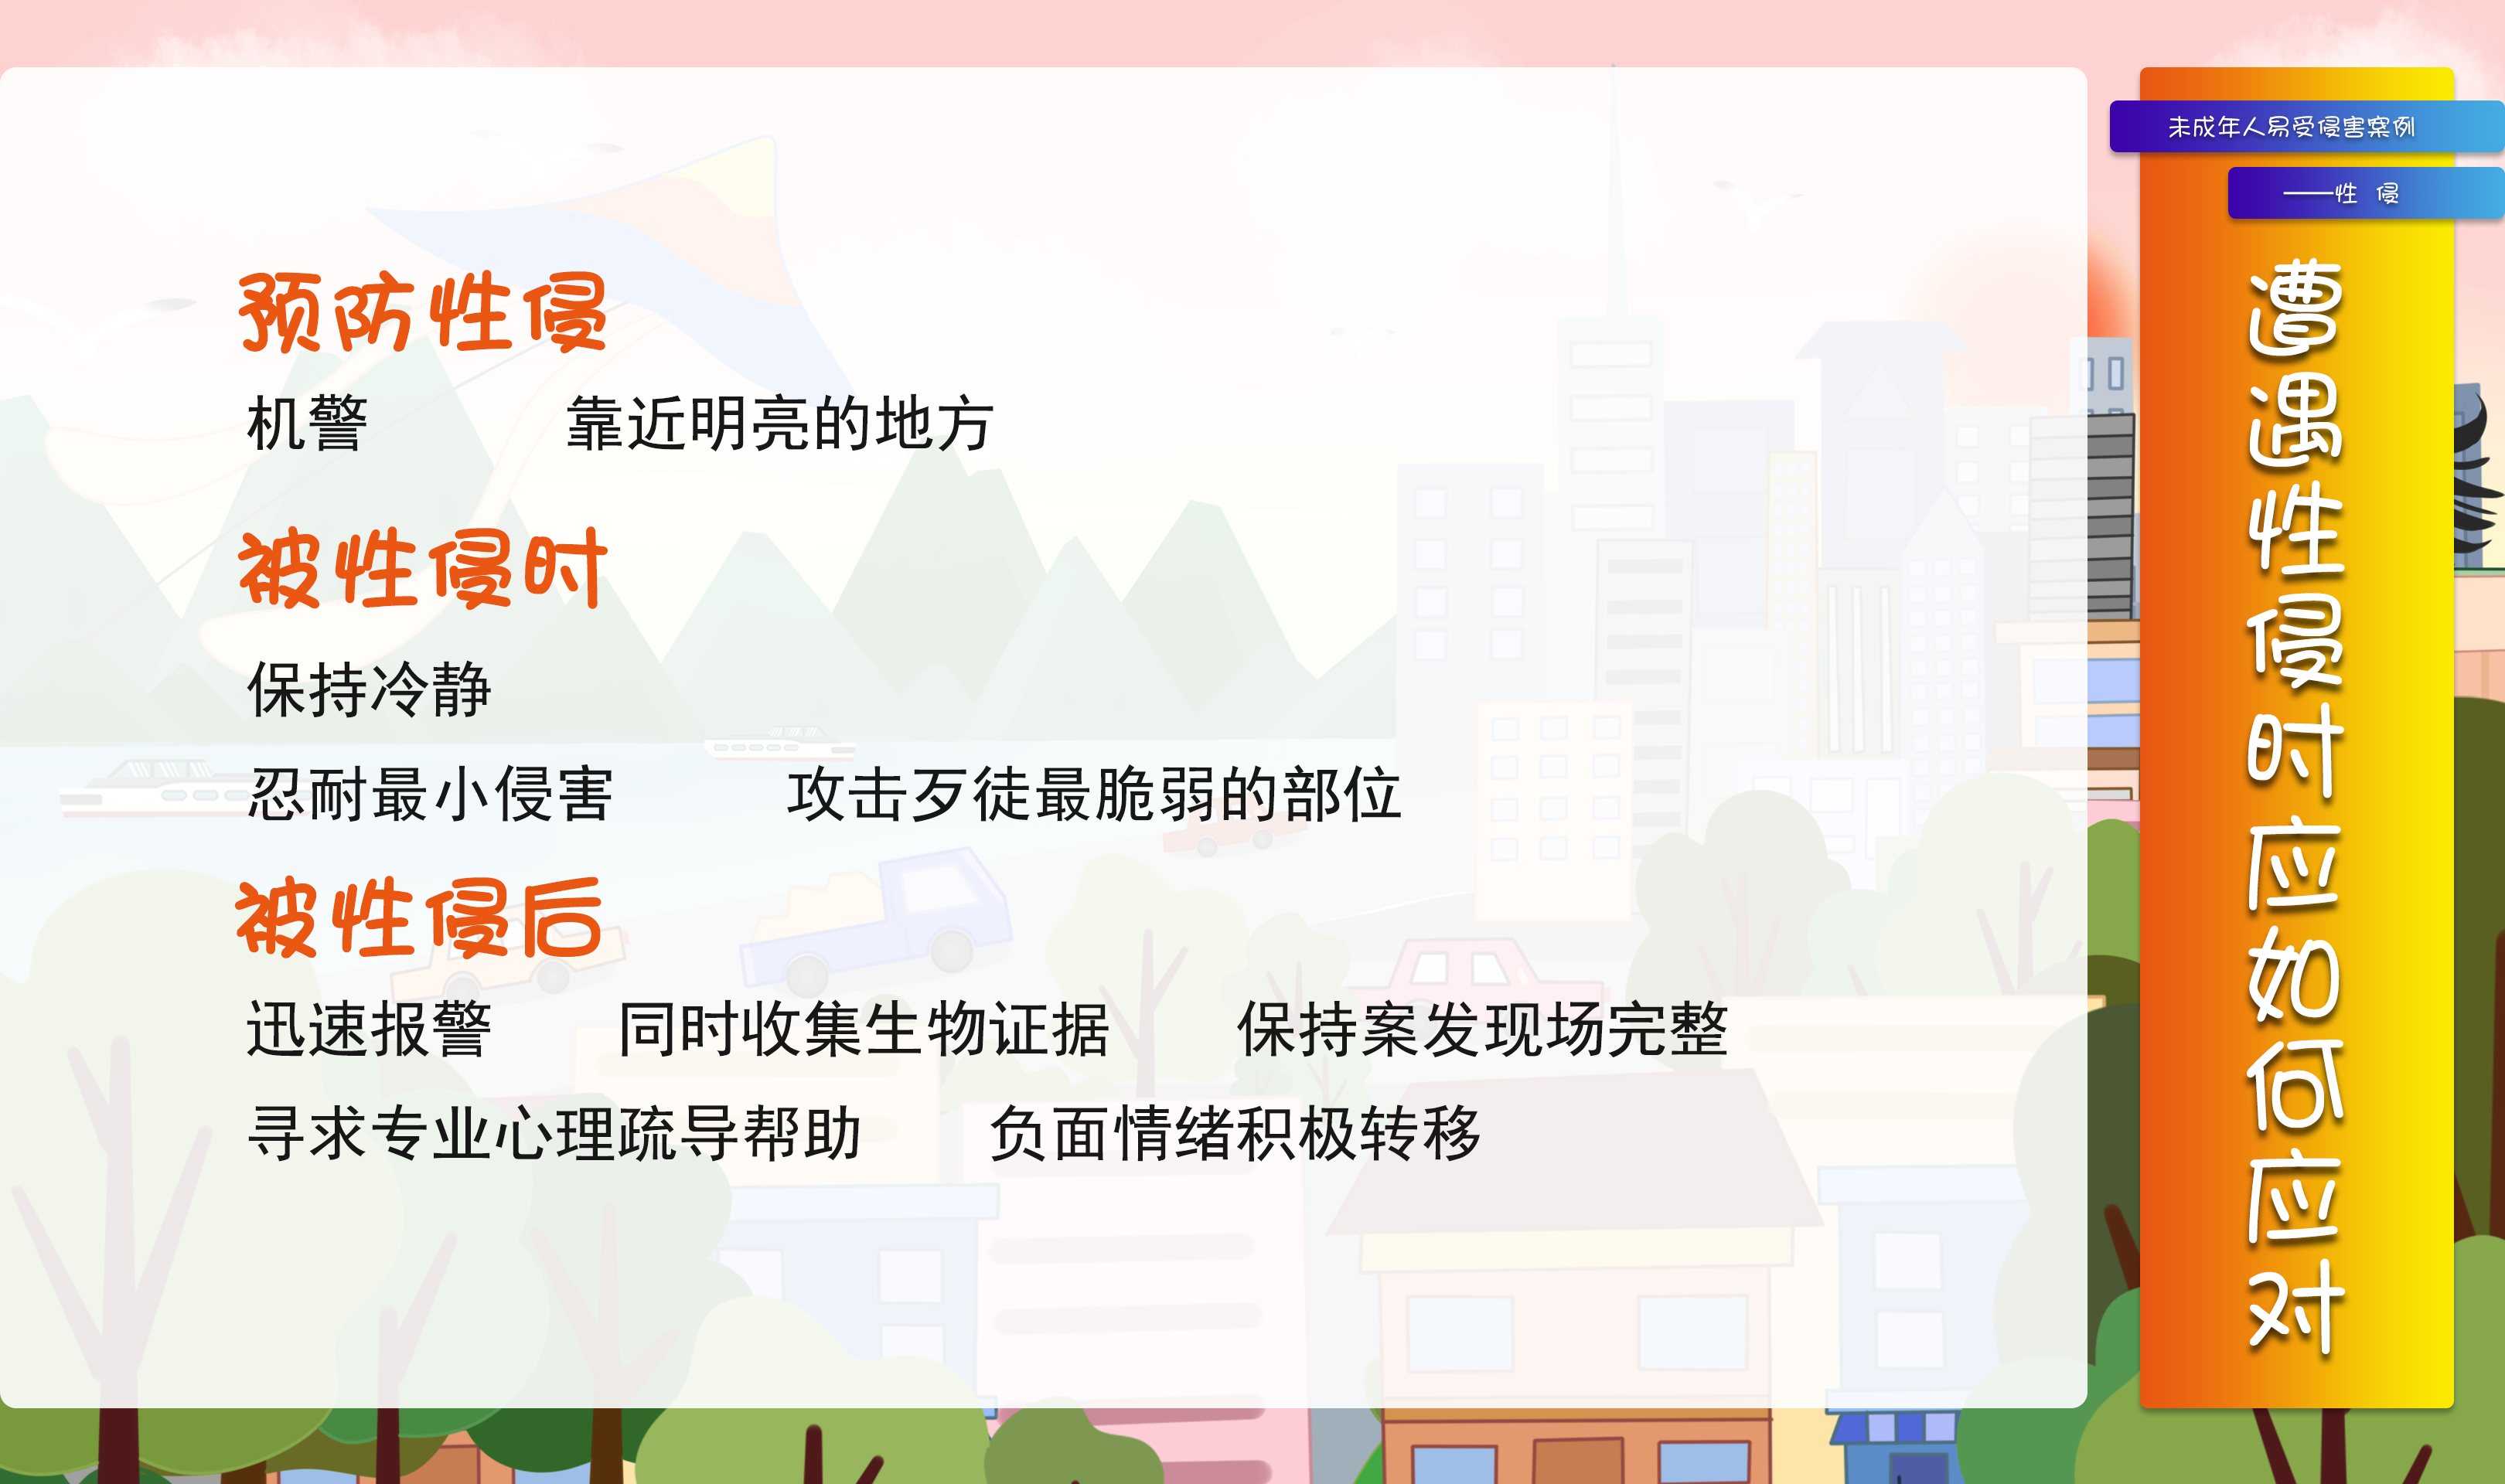 未成年人易受侵害案例
——性 侵
遭遇性侵时应如何应对
预防性侵
机警 靠近明亮的地方
被性侵时
保持冷静
忍耐最小侵害 攻击歹徒最脆弱的部位
被性侵后
迅速报警 同时收集生物证据 保持案发现场完整
寻求专业心理疏导帮助 负面情绪积极转移